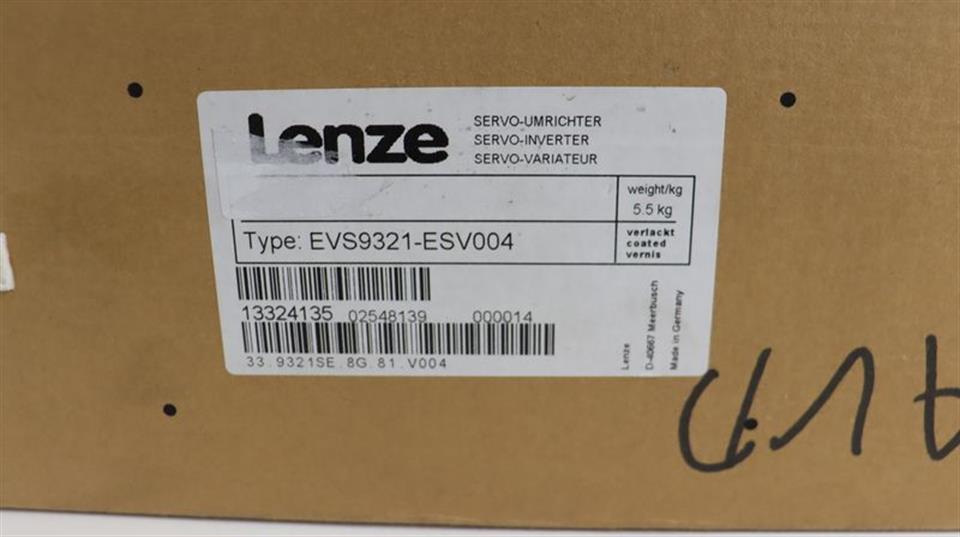 Lenze
SERVO-UMRICHTER
SERVO-INVERTER
SERVO-VARIATEUR
weight/kg
5.5 kg
Type: EVS9321-ESV004
verlackt
coated
vernis
13324135 02548139 000014
33.9321SE.8G.81.V004
Lenze
D-40667 Meerbusch
Made in Germany